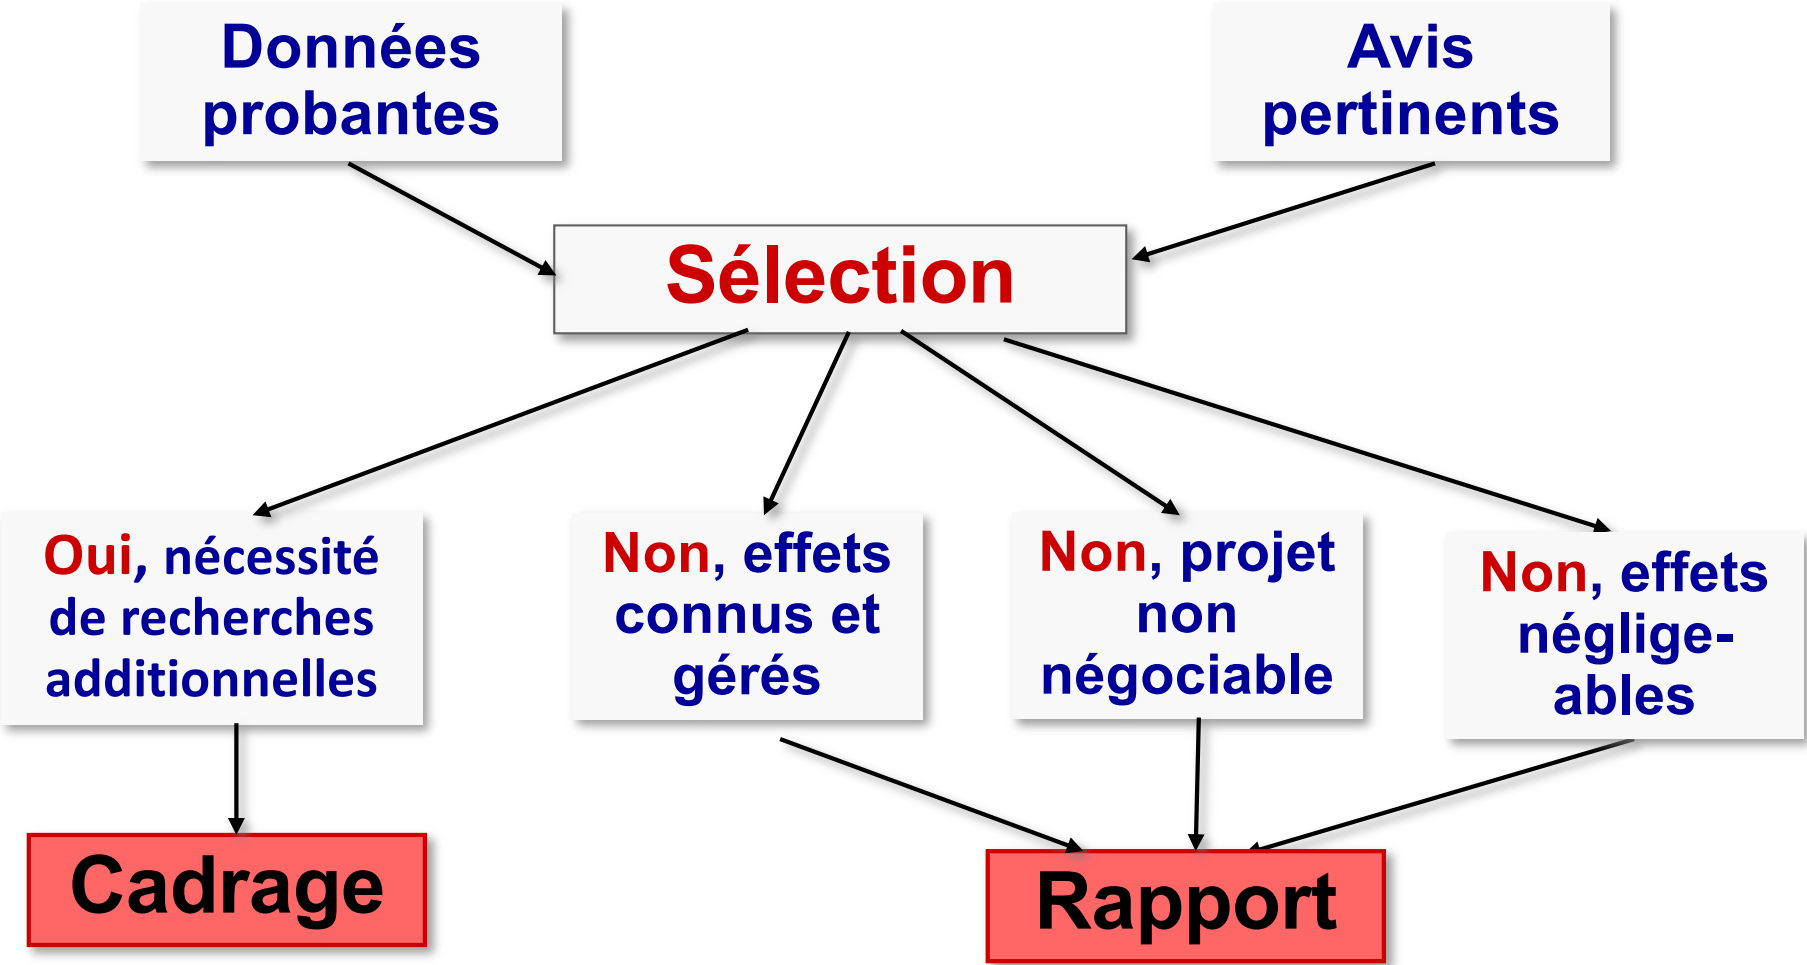 Données
probantes
Avis
pertinents
Sélection
Oui, nécessité
de recherches
additionnelles
Non, effets
connus et
gérés
Non, projet
non
négociable
Non, effets
néglige-
ables
Cadrage
Rapport